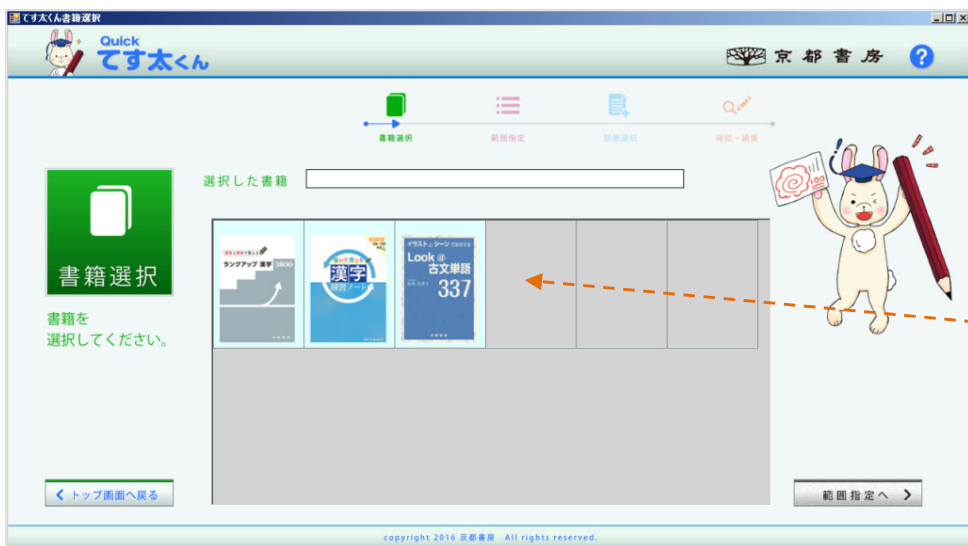 てす太くん書籍選択
Quick
てす太くん
京都書房
?
書籍選択
範囲指定
問題選択
確認・編集
選択した書籍
ランクアップ 漢字 3800
漢字
練習ノート
イラストとシーンでおぼえる
Look@
古文単語
337
書籍選択
書籍を
選択してください。
トップ画面へ戻る
範囲指定へ
copyright 2016 京都書房 All rights reserved.